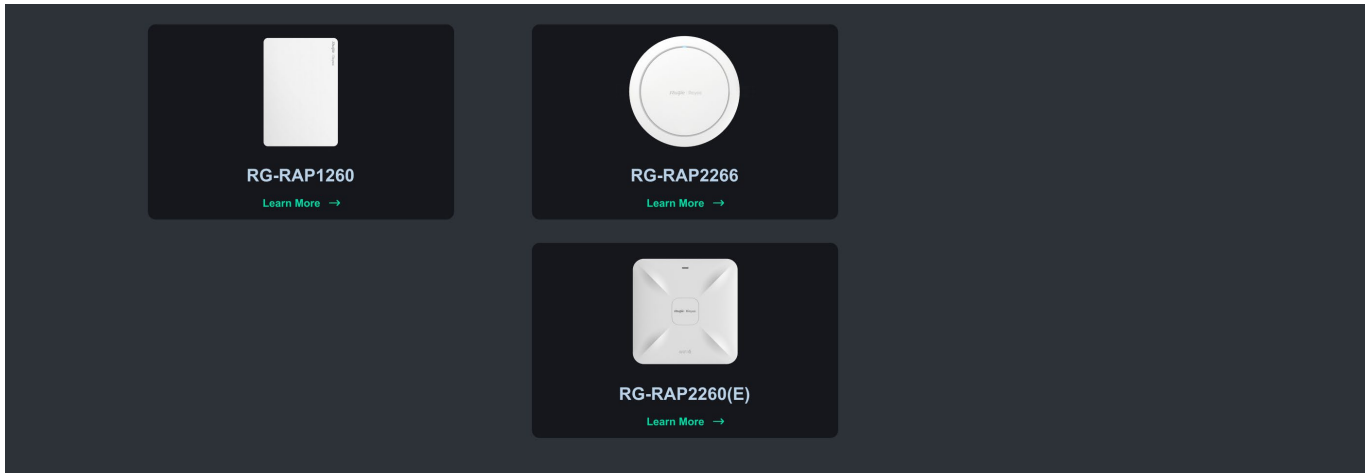 RG-RAP1260
Learn More →
RG-RAP2266
Learn More →
RG-RAP2260(E)
Learn More →